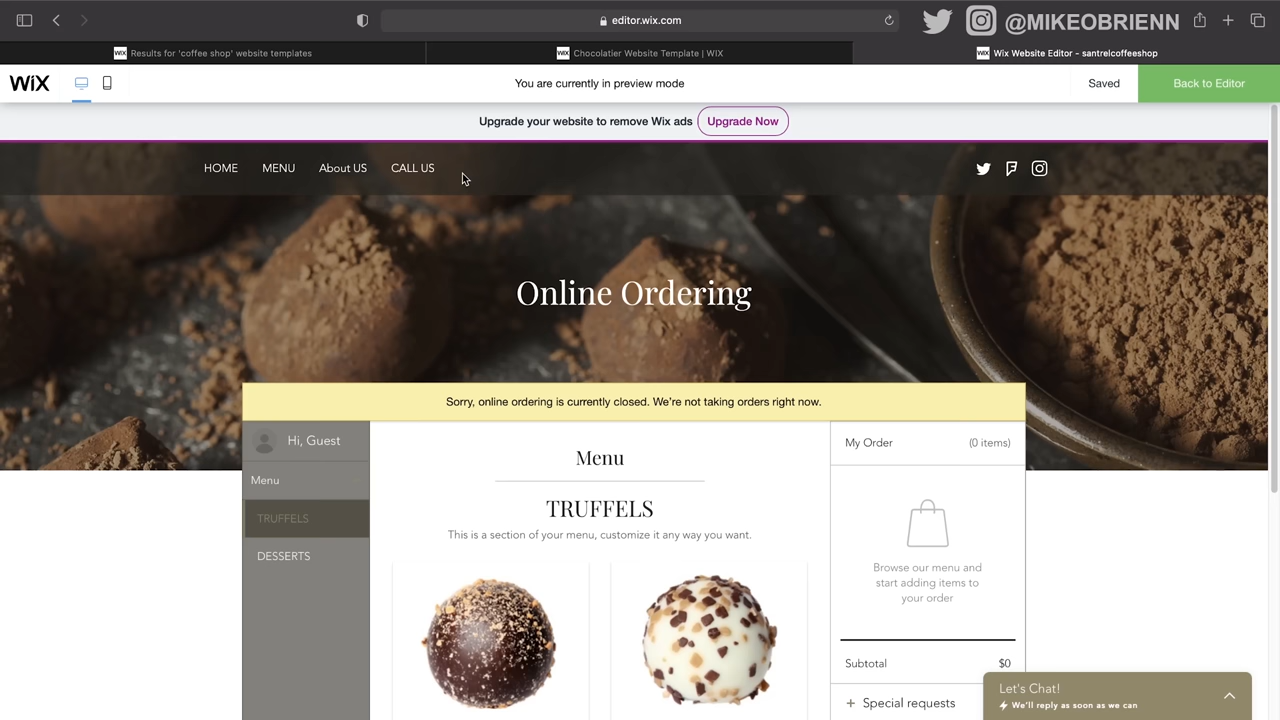 editor.wix.com
@MIKEOBRIENN
WiX Results for 'coffee shop' website templates
WiX Chocolatier Website Template | WIX
WiX Wix Website Editor - santrelcoffeeshop
WiX
You are currently in preview mode
Saved
Back to Editor
Upgrade your website to remove Wix ads
Upgrade Now
HOME MENU About US CALL US
Online Ordering
Sorry, online ordering is currently closed. We're not taking orders right now.
Hi, Guest
Menu
TRUFFELS
DESSERTS
Menu
TRUFFELS
This is a section of your menu, customize it any way you want.
My Order (0 items)
Browse our menu and
start adding items to
your order
Subtotal $0
+ Special requests
Let's Chat!
We'll reply as soon as we can